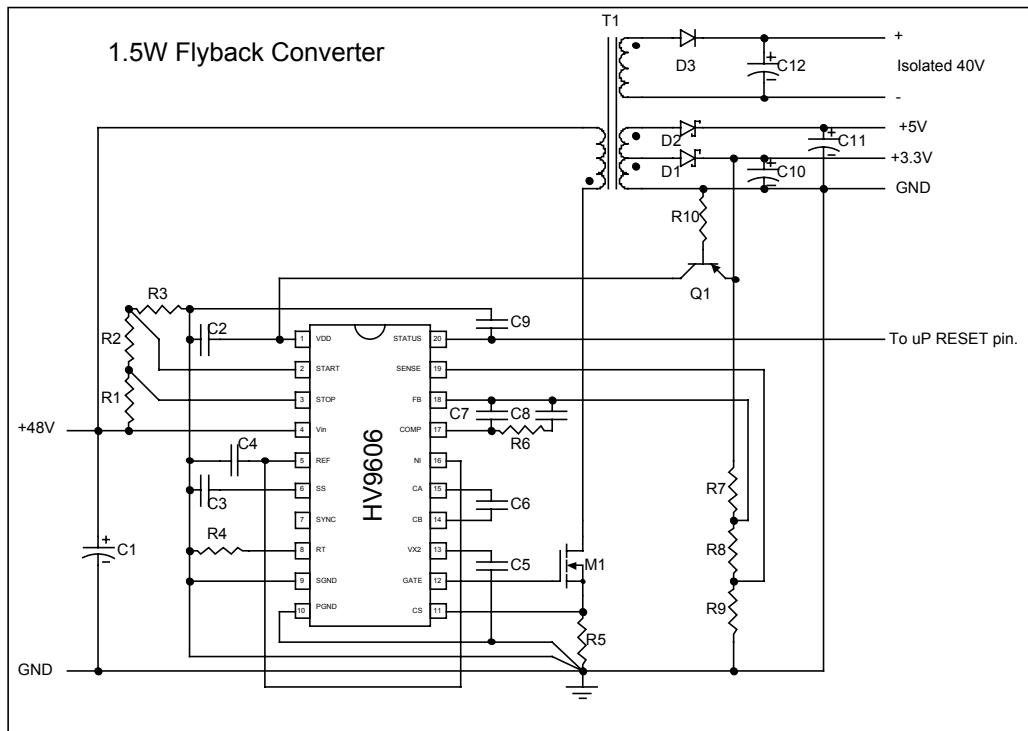 1.5W Flyback Converter
T1
+
D3
C12
Isolated 40V
-
+5V
D2
C11
+3.3V
D1
C10
GND
R10
Q1
R3
C2
C9
R2
1 VDD STATUS 20
To uP RESET pin.
2 START SENSE 19
R1
3 STOP FB 18
C7 C8
+48V
4 Vin COMP 17
R6
C4
5 REF NI 16
HV9606
C3
6 SS CA 15
C6
7 SYNC CB 14
R4
8 RT VX2 13
C5
9 SGND GATE 12
M1
10 PGND CS 11
R7
R8
R9
+
C1
R5
GND